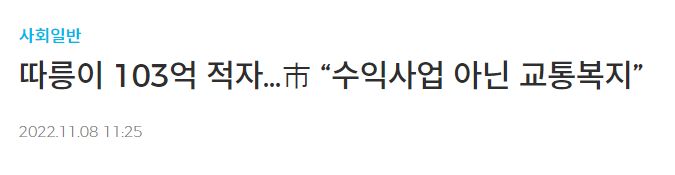 사회일반
따릉이 103억 적자...市 “수익사업 아닌 교통복지”
2022.11.08 11:25